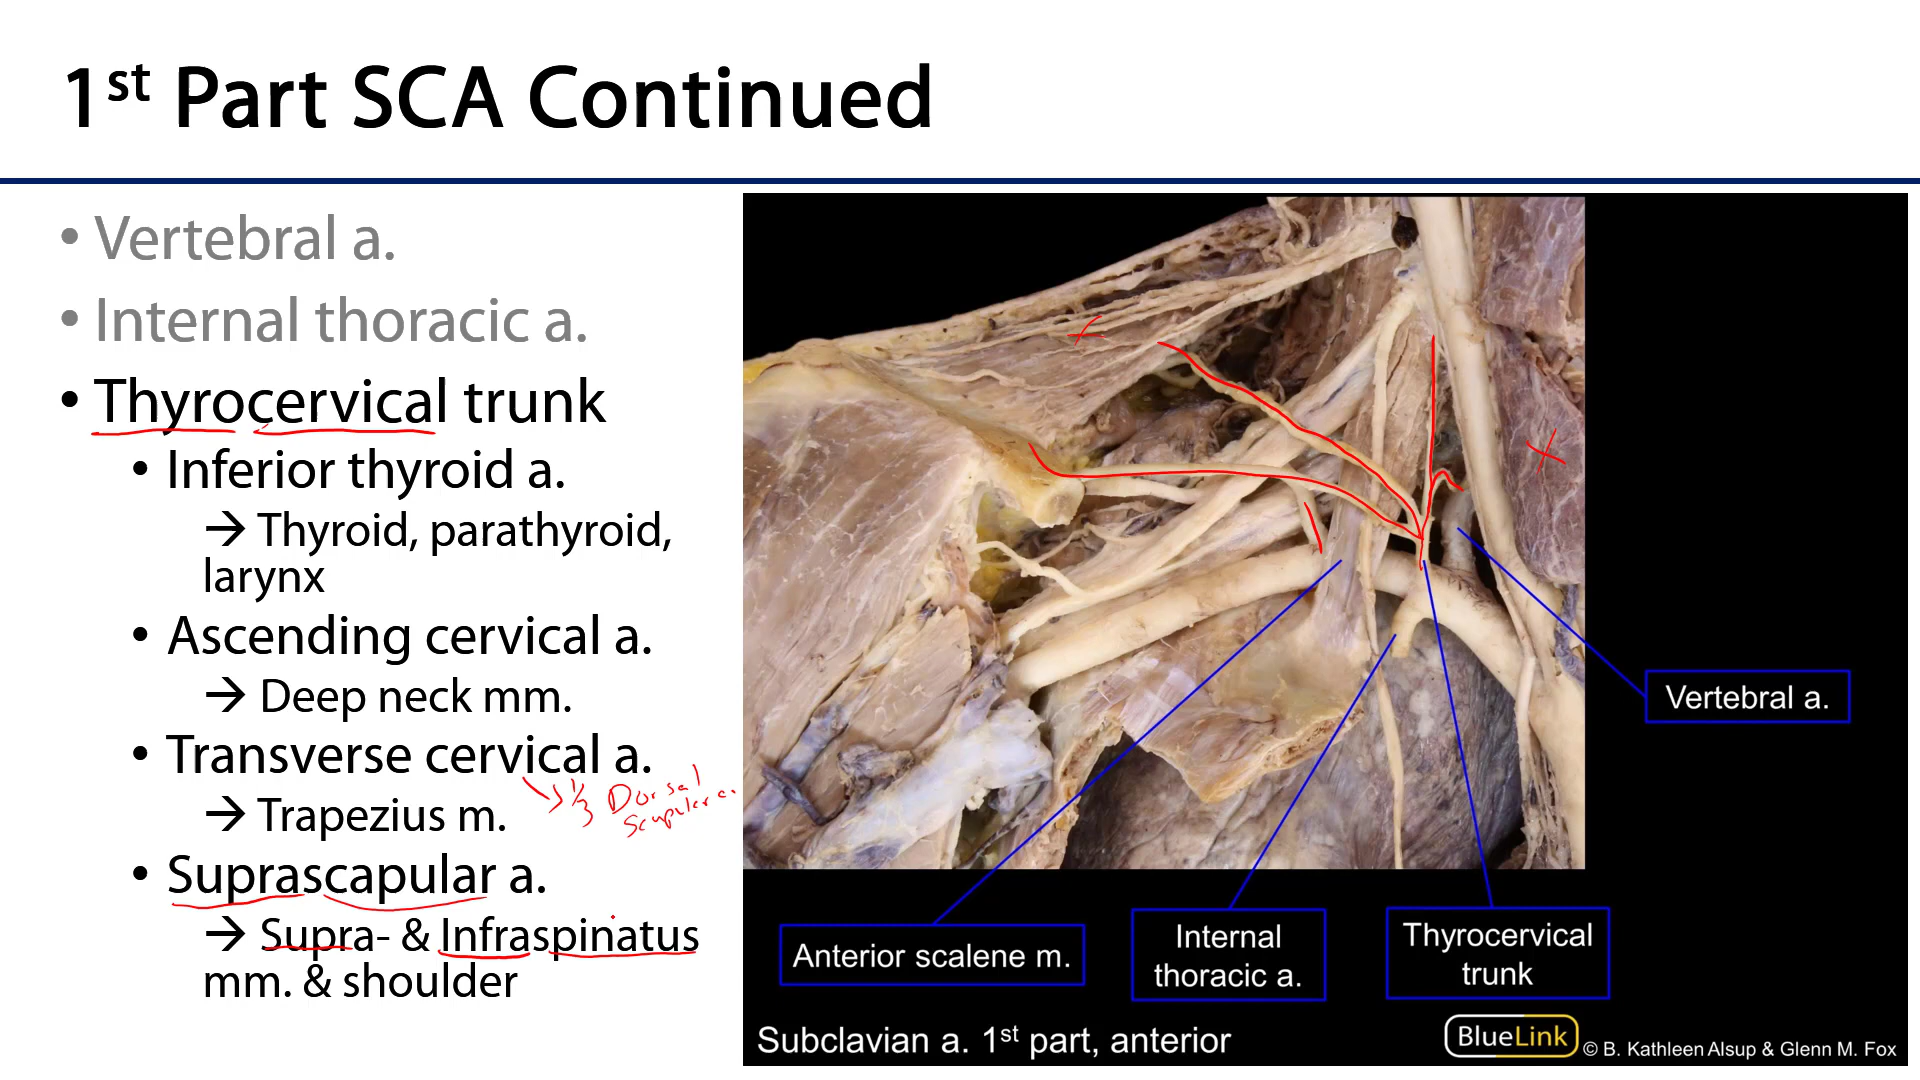 1st Part SCA Continued
• Vertebral a.
• Internal thoracic a.
• Thyrocervical trunk
• Inferior thyroid a.
→ Thyroid, parathyroid,
larynx
• Ascending cervical a.
→ Deep neck mm.
• Transverse cervical a.
→ Trapezius m.
1/3 Dorsal
Scapular a.
• Suprascapular a.
→ Supra- & Infraspinatus
mm. & shoulder
Vertebral a.
Anterior scalene m.
Internal
thoracic a.
Thyrocervical
trunk
Subclavian a. 1st part, anterior
BlueLink
© B. Kathleen Alsup & Glenn M. Fox